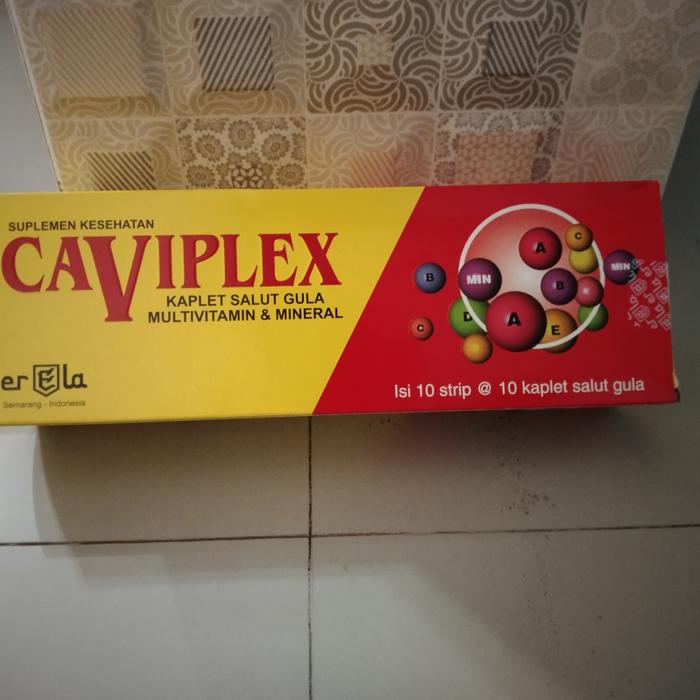 SUPLEMEN KESEHATAN
CAVIPLEX
KAPLET SALUT GULA
MULTIVITAMIN & MINERAL
erEla
Semarang - Indonesia
B
MIN
A
C
B
MIN
C
D
A
E
Isi 10 strip @ 10 kaplet salut gula